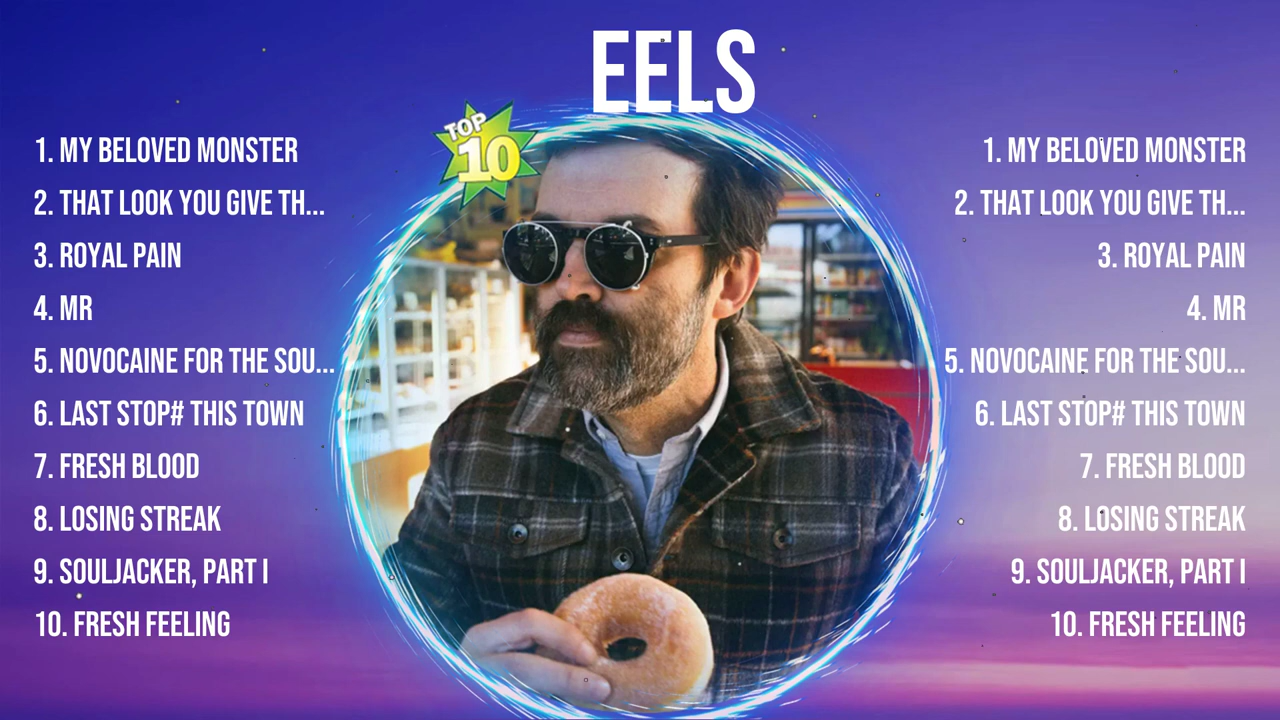 EELS
TOP
10
1. MY BELOVED MONSTER
2. THAT LOOK YOU GIVE TH...
3. ROYAL PAIN
4. MR
5. NOVOCAINE FOR THE SOU...
6. LAST STOP# THIS TOWN
7. FRESH BLOOD
8. LOSING STREAK
9. SOULJACKER, PART I
10. FRESH FEELING
1. MY BELOVED MONSTER
2. THAT LOOK YOU GIVE TH...
3. ROYAL PAIN
4. MR
5. NOVOCAINE FOR THE SOU...
6. LAST STOP# THIS TOWN
7. FRESH BLOOD
8. LOSING STREAK
9. SOULJACKER, PART I
10. FRESH FEELING